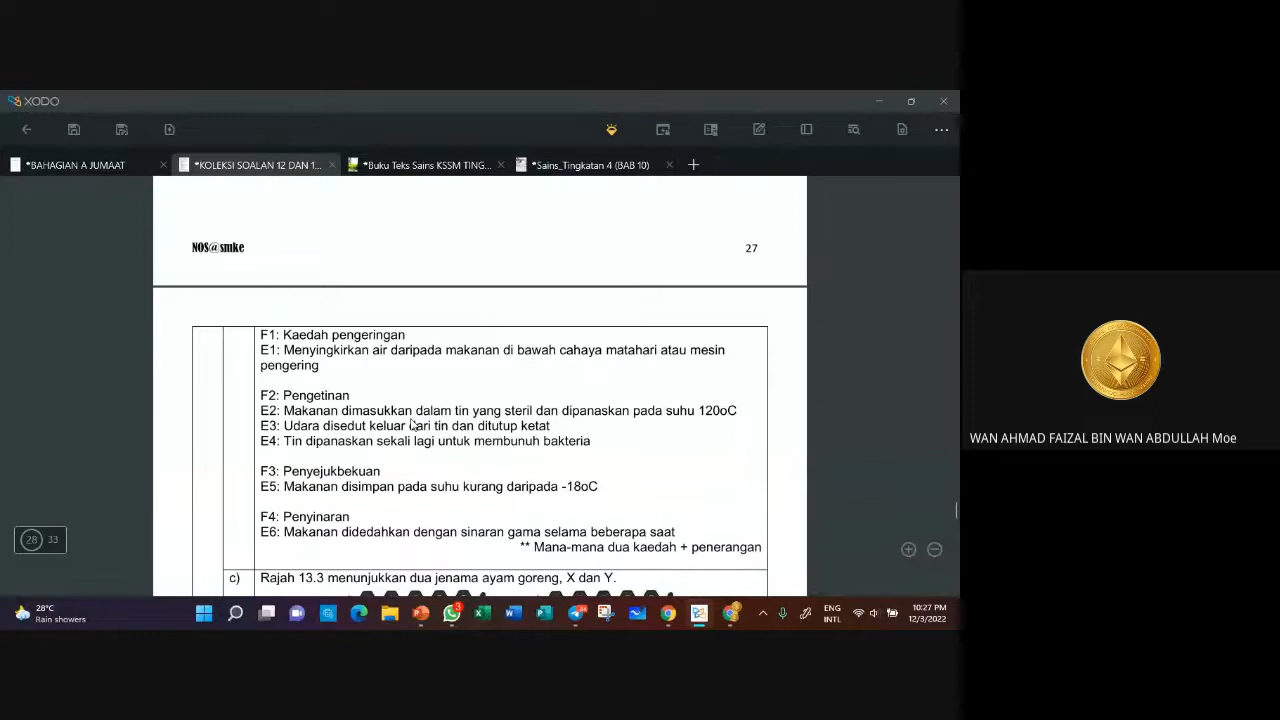 XODO
*BAHAGIAN A JUMAAT
*KOLEKSI SOALAN 12 DAN 1...
*Buku Teks Sains KSSM TING...
*Sains_Tingkatan 4 (BAB 10)
NOS@smke
27
F1: Kaedah pengeringan
E1: Menyingkirkan air daripada makanan di bawah cahaya matahari atau mesin
pengering
F2: Pengetinan
E2: Makanan dimasukkan dalam tin yang steril dan dipanaskan pada suhu 120oC
E3: Udara disedut keluar dari tin dan ditutup ketat
E4: Tin dipanaskan sekali lagi untuk membunuh bakteria
F3: Penyejukbekuan
E5: Makanan disimpan pada suhu kurang daripada -18oC
F4: Penyinaran
E6: Makanan didedahkan dengan sinaran gama selama beberapa saat
** Mana-mana dua kaedah + penerangan
28 33
c) Rajah 13.3 menunjukkan dua jenama ayam goreng, X dan Y.
WAN AHMAD FAIZAL BIN WAN ABDULLAH Moe
28°C
Rain showers
3
ENG
INTL
10:27 PM
12/3/2022